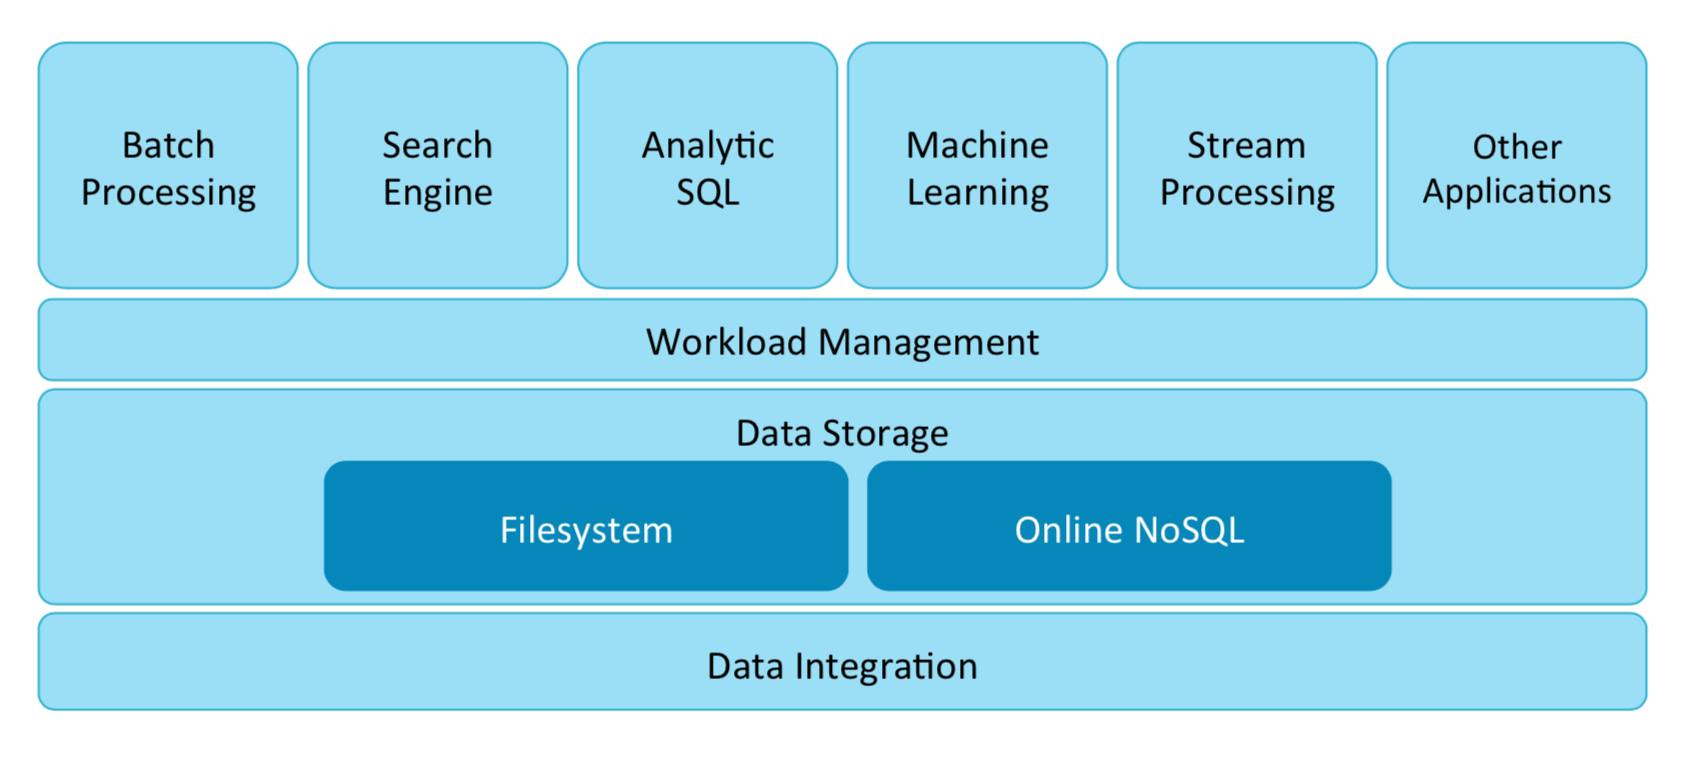 Batch
Processing
Search
Engine
Analytic
SQL
Machine
Learning
Stream
Processing
Other
Applications
Workload Management
Data Storage
Filesystem
Online NoSQL
Data Integration